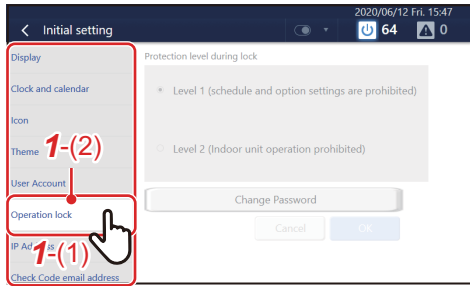 2020/06/12 Fri. 15:47
Initial setting
64
0
Display
Protection level during lock
Clock and calendar
Level 1 (schedule and option settings are prohibited)
Icon
Theme
1-(2)
Level 2 (Indoor unit operation prohibited)
User Account
Change Password
Operation lock
Cancel
OK
IP Address
1-(1)
Check Code email address